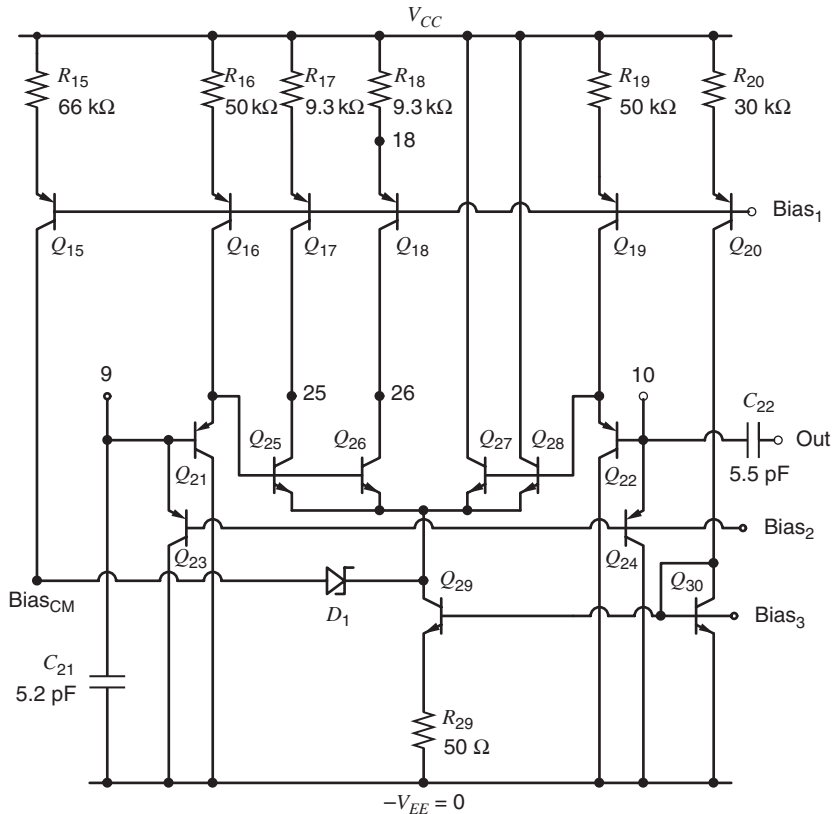 V_CC
R_15
66 kΩ
R_16
50 kΩ
R_17
9.3 kΩ
R_18
9.3 kΩ
18
R_19
50 kΩ
R_20
30 kΩ
Bias_1
Q_15
Q_16
Q_17
Q_18
Q_19
Q_20
9
25
26
10
C_22
Out
5.5 pF
Q_21
Q_25
Q_26
Q_27
Q_28
Q_22
Q_23
Q_24
Bias_2
Bias_CM
D_1
Q_29
Q_30
Bias_3
C_21
5.2 pF
R_29
50 Ω
−V_EE = 0